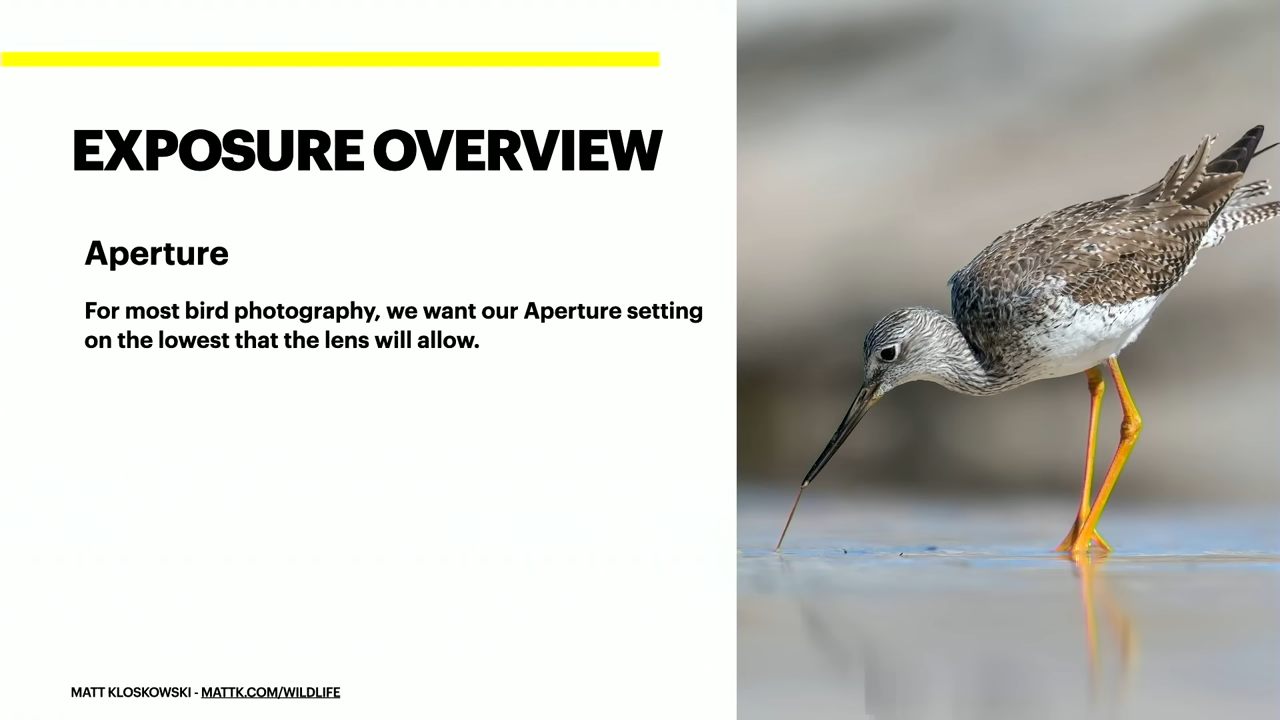 EXPOSURE OVERVIEW
Aperture
For most bird photography, we want our Aperture setting
on the lowest that the lens will allow.
MATT KLOSKOWSKI - MATTK.COM/WILDLIFE